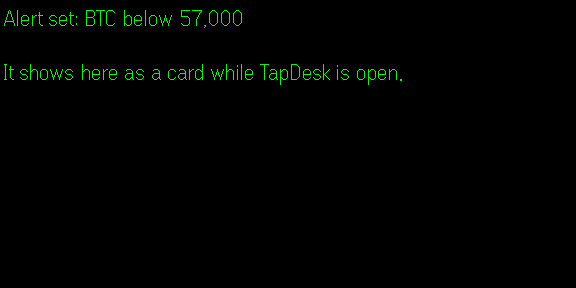 Alert set: BTC below 57,000
It shows here as a card while TapDesk is open.